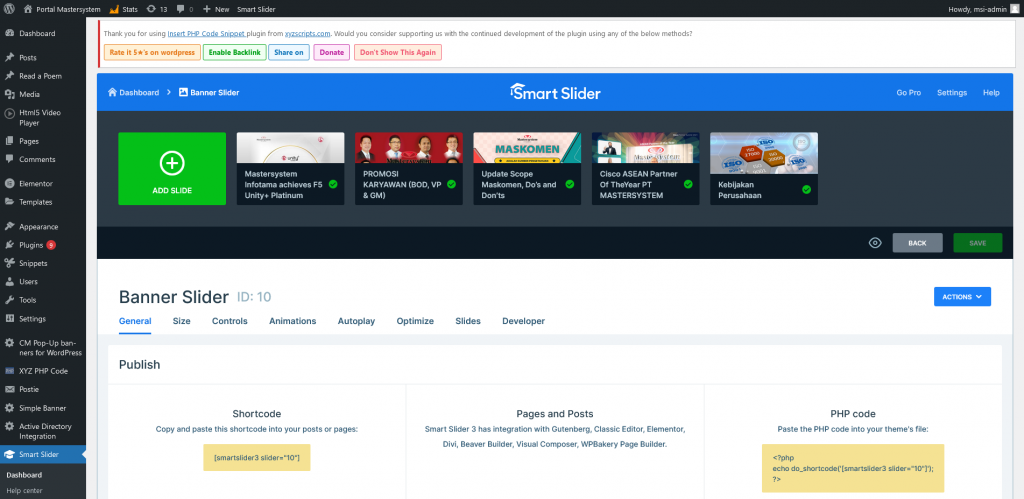 Portal Mastersystem
Stats
13
0
New
Smart Slider
Howdy, msi-admin
Dashboard
Posts
Read a Poem
Media
Html5 Video
Player
Pages
Comments
Elementor
Templates
Appearance
Plugins 9
Snippets
Users
Tools
Settings
CM Pop-Up ban-
ners for WordPress
XYZ PHP Code
Postie
Simple Banner
Active Directory
Integration
Smart Slider
Dashboard
Help center
Thank you for using Insert PHP Code Snippet plugin from xyzscripts.com. Would you consider supporting us with the continued development of the plugin using any of the below methods?
Rate it 5★'s on wordpress
Enable Backlink
Share on
Donate
Don't Show This Again
Dashboard
Banner Slider
Smart Slider
Go Pro
Settings
Help
ADD SLIDE
Mastersystem
Infotama achieves F5
Unity+ Platinum
PROMOSI
KARYAWAN (BOD, VP
& GM)
MASKOMEN
Update Scope
Maskomen, Do's and
Don'ts
Cisco ASEAN Partner
Of TheYear PT
MASTERSYSTEM
Kebijakan
Perusahaan
BACK
SAVE
Banner Slider ID: 10
ACTIONS
General
Size
Controls
Animations
Autoplay
Optimize
Slides
Developer
Publish
Shortcode
Copy and paste this shortcode into your posts or pages:
[smartslider3 slider="10"]
Pages and Posts
Smart Slider 3 has integration with Gutenberg, Classic Editor, Elementor,
Divi, Beaver Builder, Visual Composer, WPBakery Page Builder.
PHP code
Paste the PHP code into your theme's file:
<?php
echo do_shortcode('[smartslider3 slider="10"]');
?>